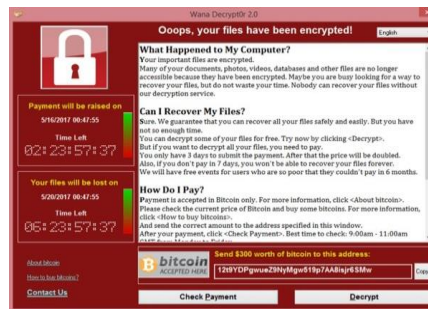 Wana Decrypt0r 2.0
Ooops, your files have been encrypted!
English
What Happened to My Computer?
Your important files are encrypted.
Many of your documents, photos, videos, databases and other files are no longer
accessible because they have been encrypted. Maybe you are busy looking for a way to
recover your files, but do not waste your time. Nobody can recover your files without
our decryption service.
Can I Recover My Files?
Sure. We guarantee that you can recover all your files safely and easily. But you have
not so enough time.
You can decrypt some of your files for free. Try now by clicking <Decrypt>.
But if you want to decrypt all your files, you need to pay.
You only have 3 days to submit the payment. After that the price will be doubled.
Also, if you don't pay in 7 days, you won't be able to recover your files forever.
We will have free events for users who are so poor that they couldn't pay in 6 months.
How Do I Pay?
Payment is accepted in Bitcoin only. For more information, click <About bitcoin>.
Please check the current price of Bitcoin and buy some bitcoins. For more information,
click <How to buy bitcoins>.
And send the correct amount to the address specified in this window.
After your payment, click <Check Payment>. Best time to check: 9:00am - 11:00am
Payment will be raised on
5/16/2017 00:47:55
Time Left
02:23:57:37
Your files will be lost on
5/20/2017 00:47:55
Time Left
06:23:57:37
About bitcoin
How to buy bitcoins?
Contact Us
bitcoin
ACCEPTED HERE
Send $300 worth of bitcoin to this address:
12t9YDPgwueZ9NyMgw519p7AA8isjr6SMw
Copy
Check Payment
Decrypt